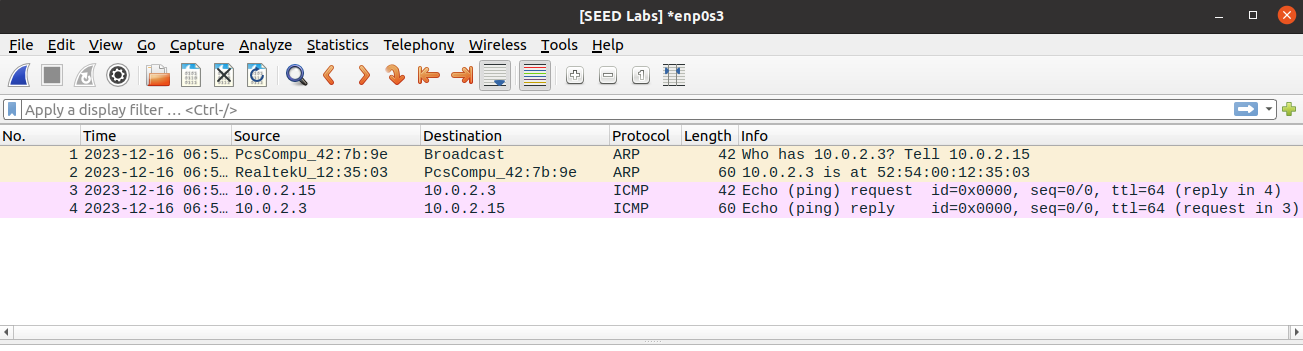 [SEED Labs] *enp0s3
File Edit View Go Capture Analyze Statistics Telephony Wireless Tools Help
Apply a display filter … <Ctrl-/>
No. Time Source Destination Protocol Length Info
1 2023-12-16 06:5… PcsCompu_42:7b:9e Broadcast ARP 42 Who has 10.0.2.3? Tell 10.0.2.15
2 2023-12-16 06:5… RealtekU_12:35:03 PcsCompu_42:7b:9e ARP 60 10.0.2.3 is at 52:54:00:12:35:03
3 2023-12-16 06:5… 10.0.2.15 10.0.2.3 ICMP 42 Echo (ping) request id=0x0000, seq=0/0, ttl=64 (reply in 4)
4 2023-12-16 06:5… 10.0.2.3 10.0.2.15 ICMP 60 Echo (ping) reply id=0x0000, seq=0/0, ttl=64 (request in 3)